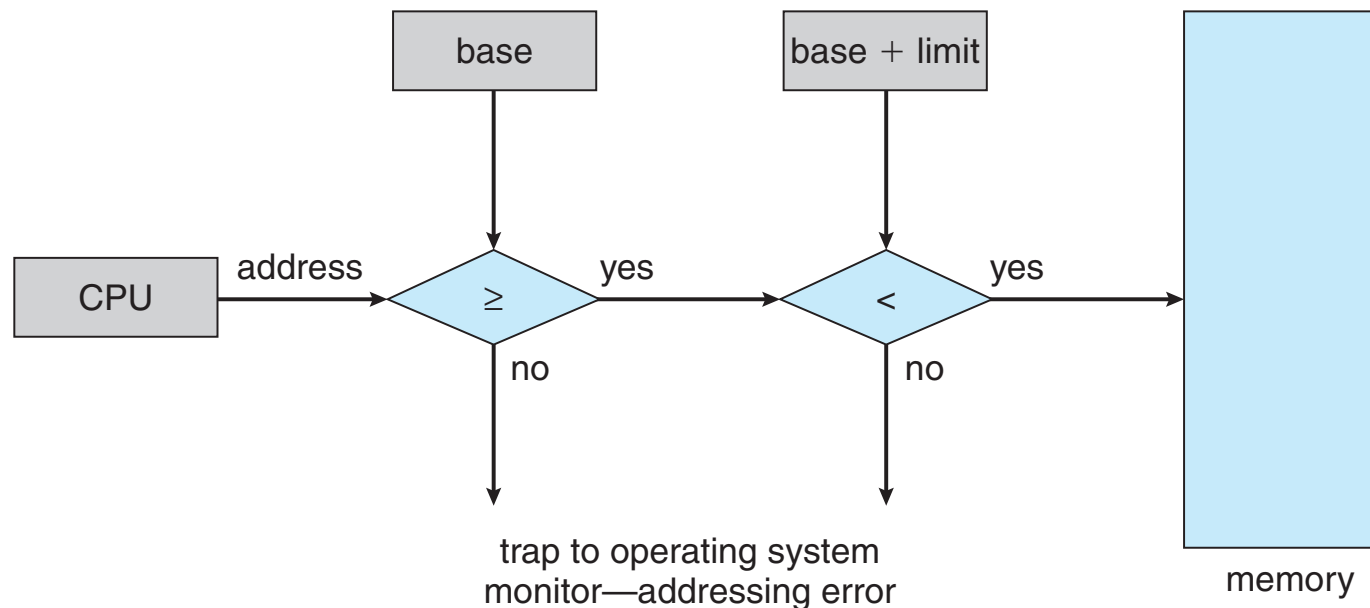 base
base + limit
CPU
address
≥
yes
<
yes
no
no
trap to operating system
monitor—addressing error
memory